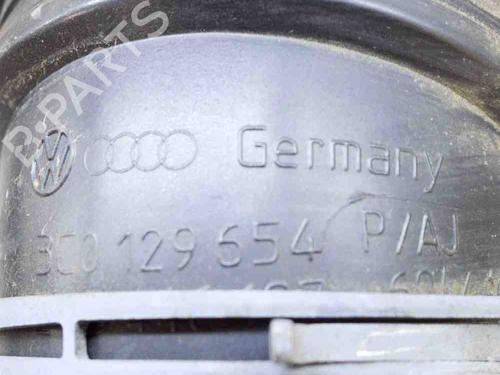 B-PARTS
Germany
3C0 129 654 P/AJ